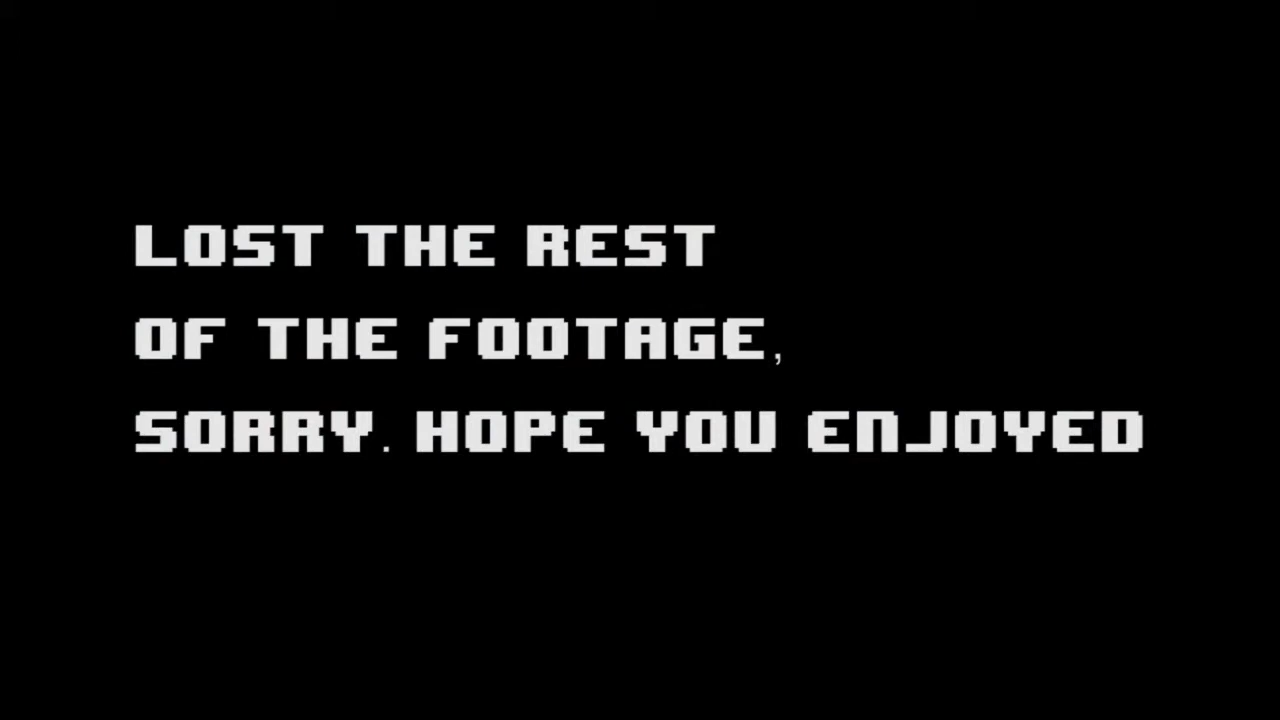 LOST THE REST
OF THE FOOTAGE,
SORRY. HOPE YOU ENJOYED